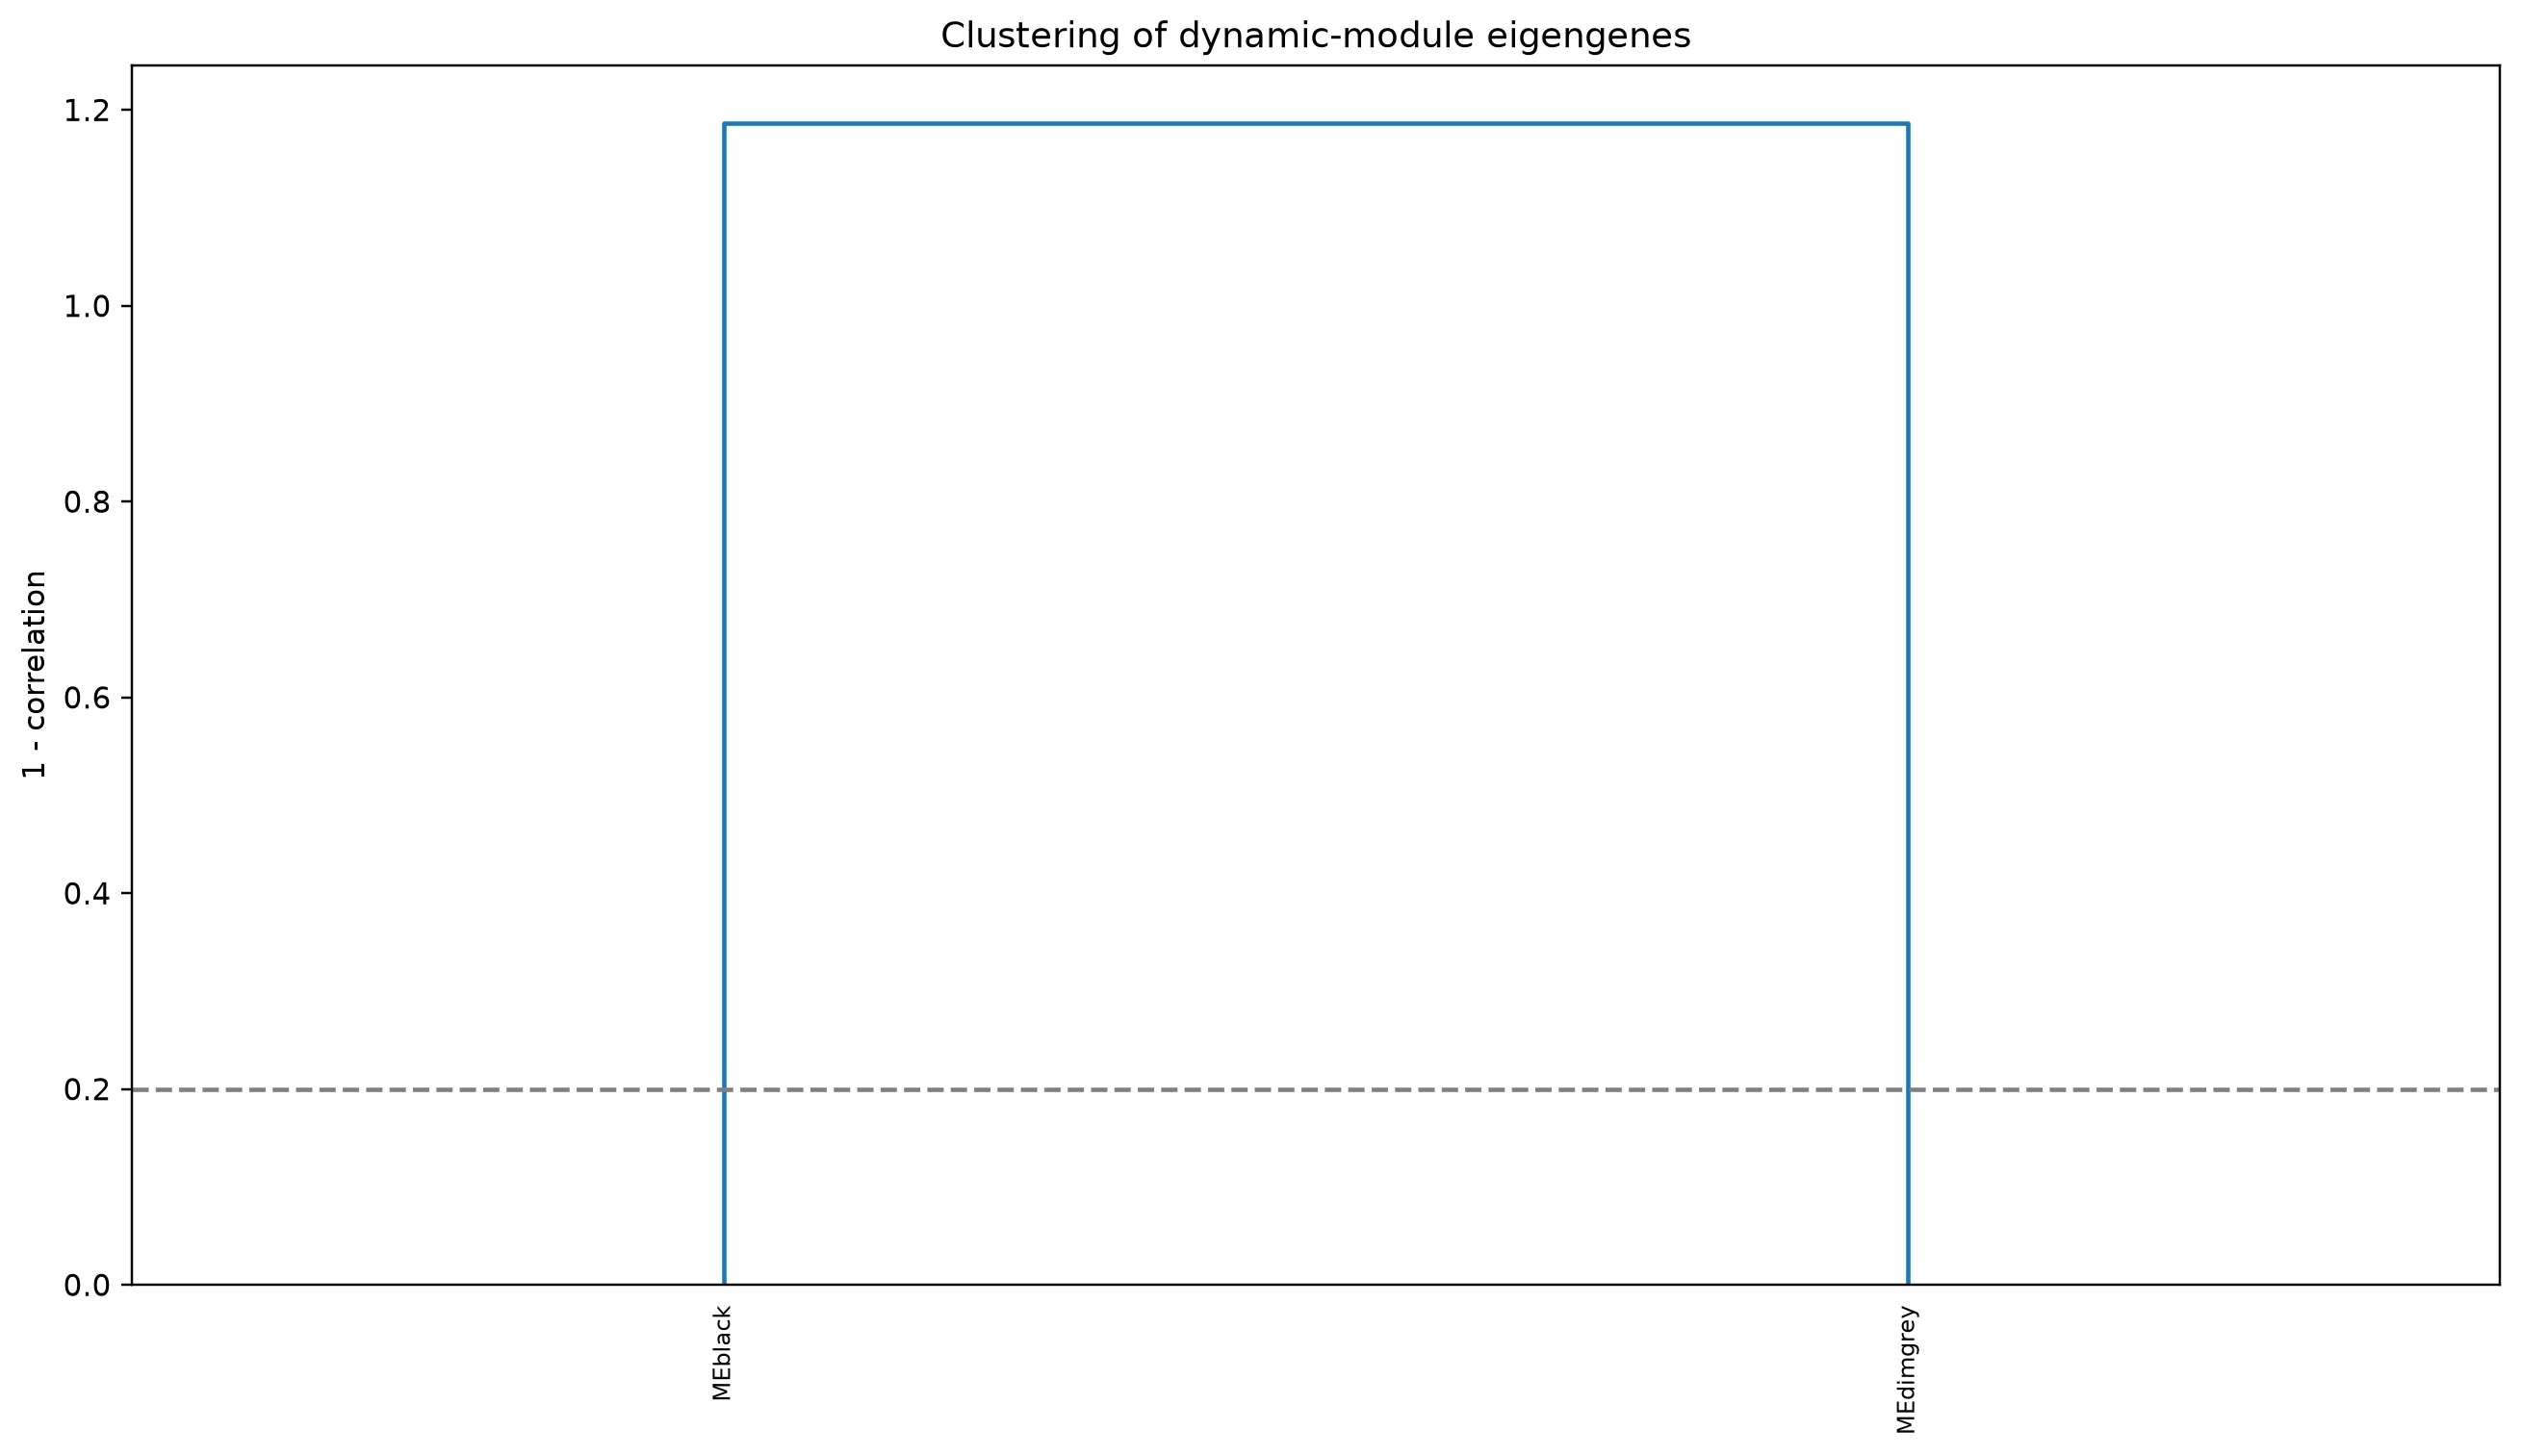 Clustering of dynamic-module eigengenes
1.2
1.0
0.8
0.6
0.4
0.2
0.0
1 - correlation
MEblack
MEdimgrey